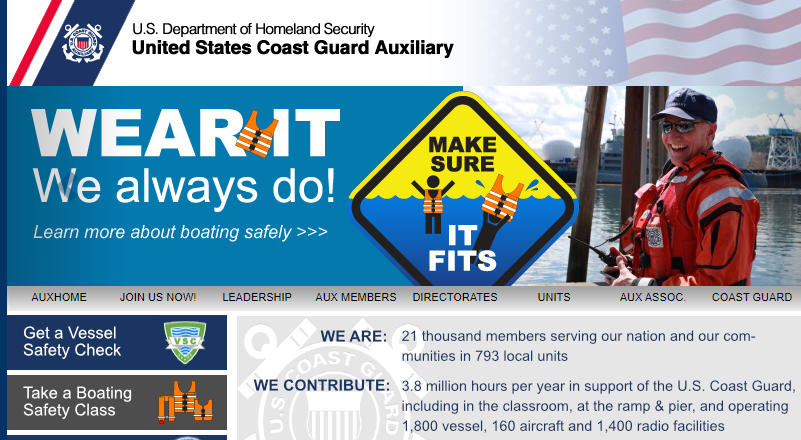 U.S. Department of Homeland Security
United States Coast Guard Auxiliary
WEAR IT
We always do!
Learn more about boating safely >>>
MAKE
SURE
IT
FITS
AUXHOME JOIN US NOW! LEADERSHIP AUX MEMBERS DIRECTORATES UNITS AUX ASSOC. COAST GUARD
Get a Vessel
Safety Check
VSC
Take a Boating
Safety Class
WE ARE: 21 thousand members serving our nation and our com-
munities in 793 local units
WE CONTRIBUTE: 3.8 million hours per year in support of the U.S. Coast Guard,
including in the classroom, at the ramp & pier, and operating
1,800 vessel, 160 aircraft and 1,400 radio facilities
U.S. COAST GUARD